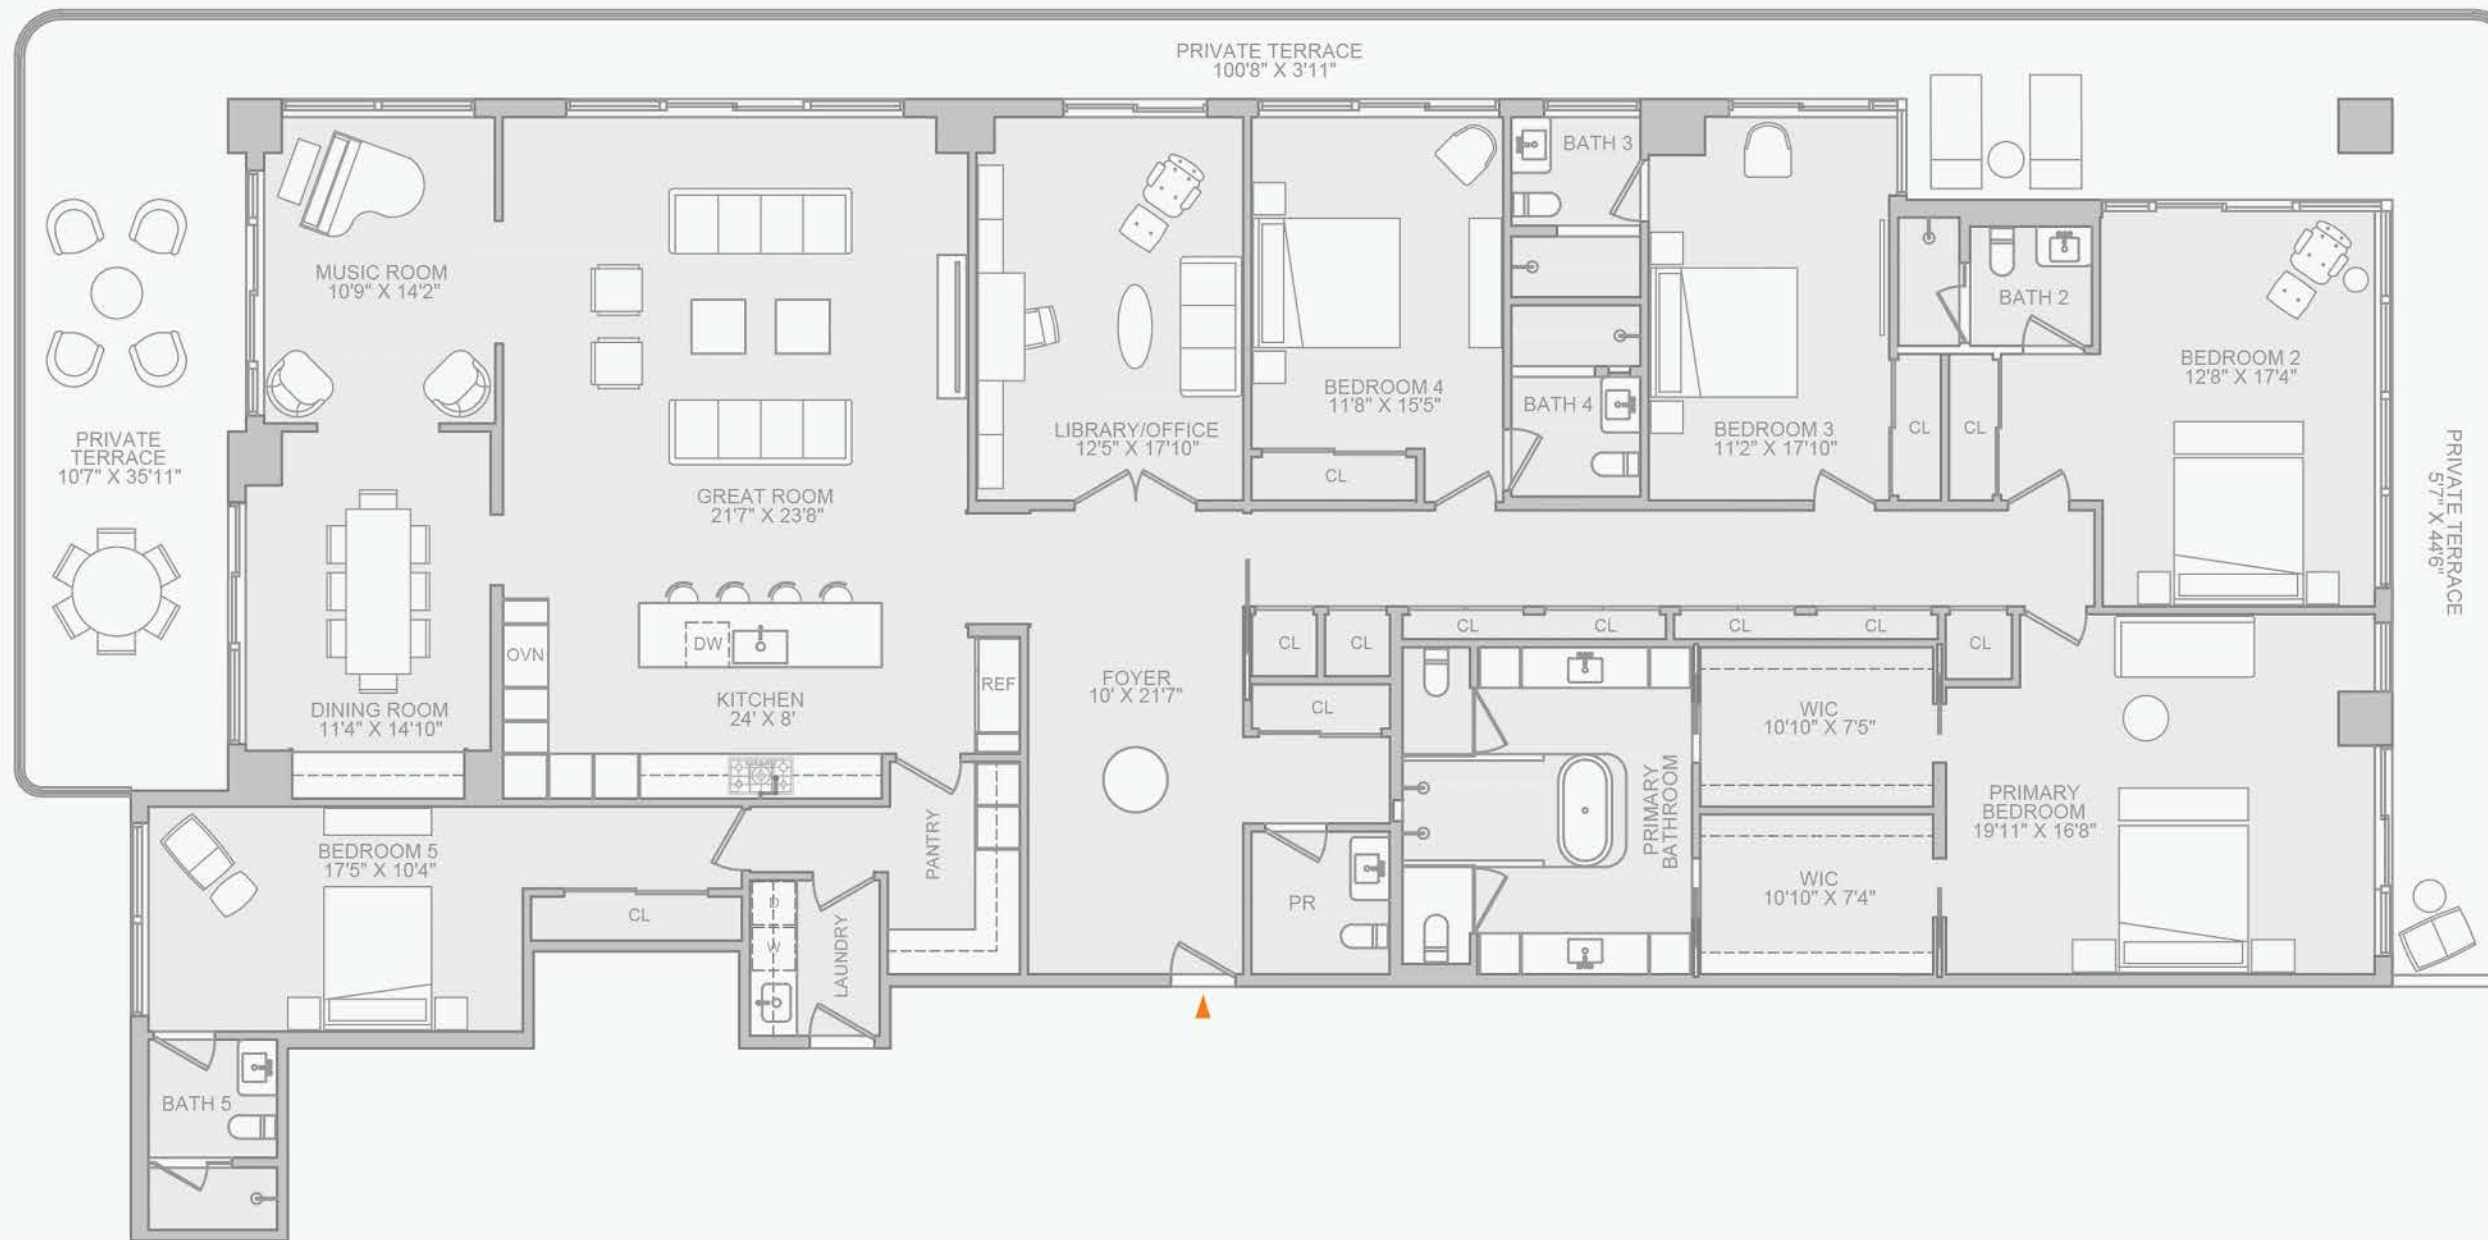 PRIVATE TERRACE
100'8" X 3'11"
MUSIC ROOM
10'9" X 14'2"
PRIVATE
TERRACE
10'7" X 35'11"
GREAT ROOM
21'7" X 23'8"
LIBRARY/OFFICE
12'5" X 17'10"
BEDROOM 4
11'8" X 15'5"
CL
BATH 3
BATH 4
BEDROOM 3
11'2" X 17'10"
CL
CL
BATH 2
BEDROOM 2
12'8" X 17'4"
PRIVATE TERRACE
5'7" X 44'6"
DINING ROOM
11'4" X 14'10"
OVN
DW
KITCHEN
24' X 8'
REF
FOYER
10' X 21'7"
CL
CL
CL
CL
CL
CL
CL
CL
WIC
10'10" X 7'5"
WIC
10'10" X 7'4"
PRIMARY
BATHROOM
PRIMARY
BEDROOM
19'11" X 16'8"
PR
PANTRY
BEDROOM 5
17'5" X 10'4"
CL
D
W
LAUNDRY
BATH 5